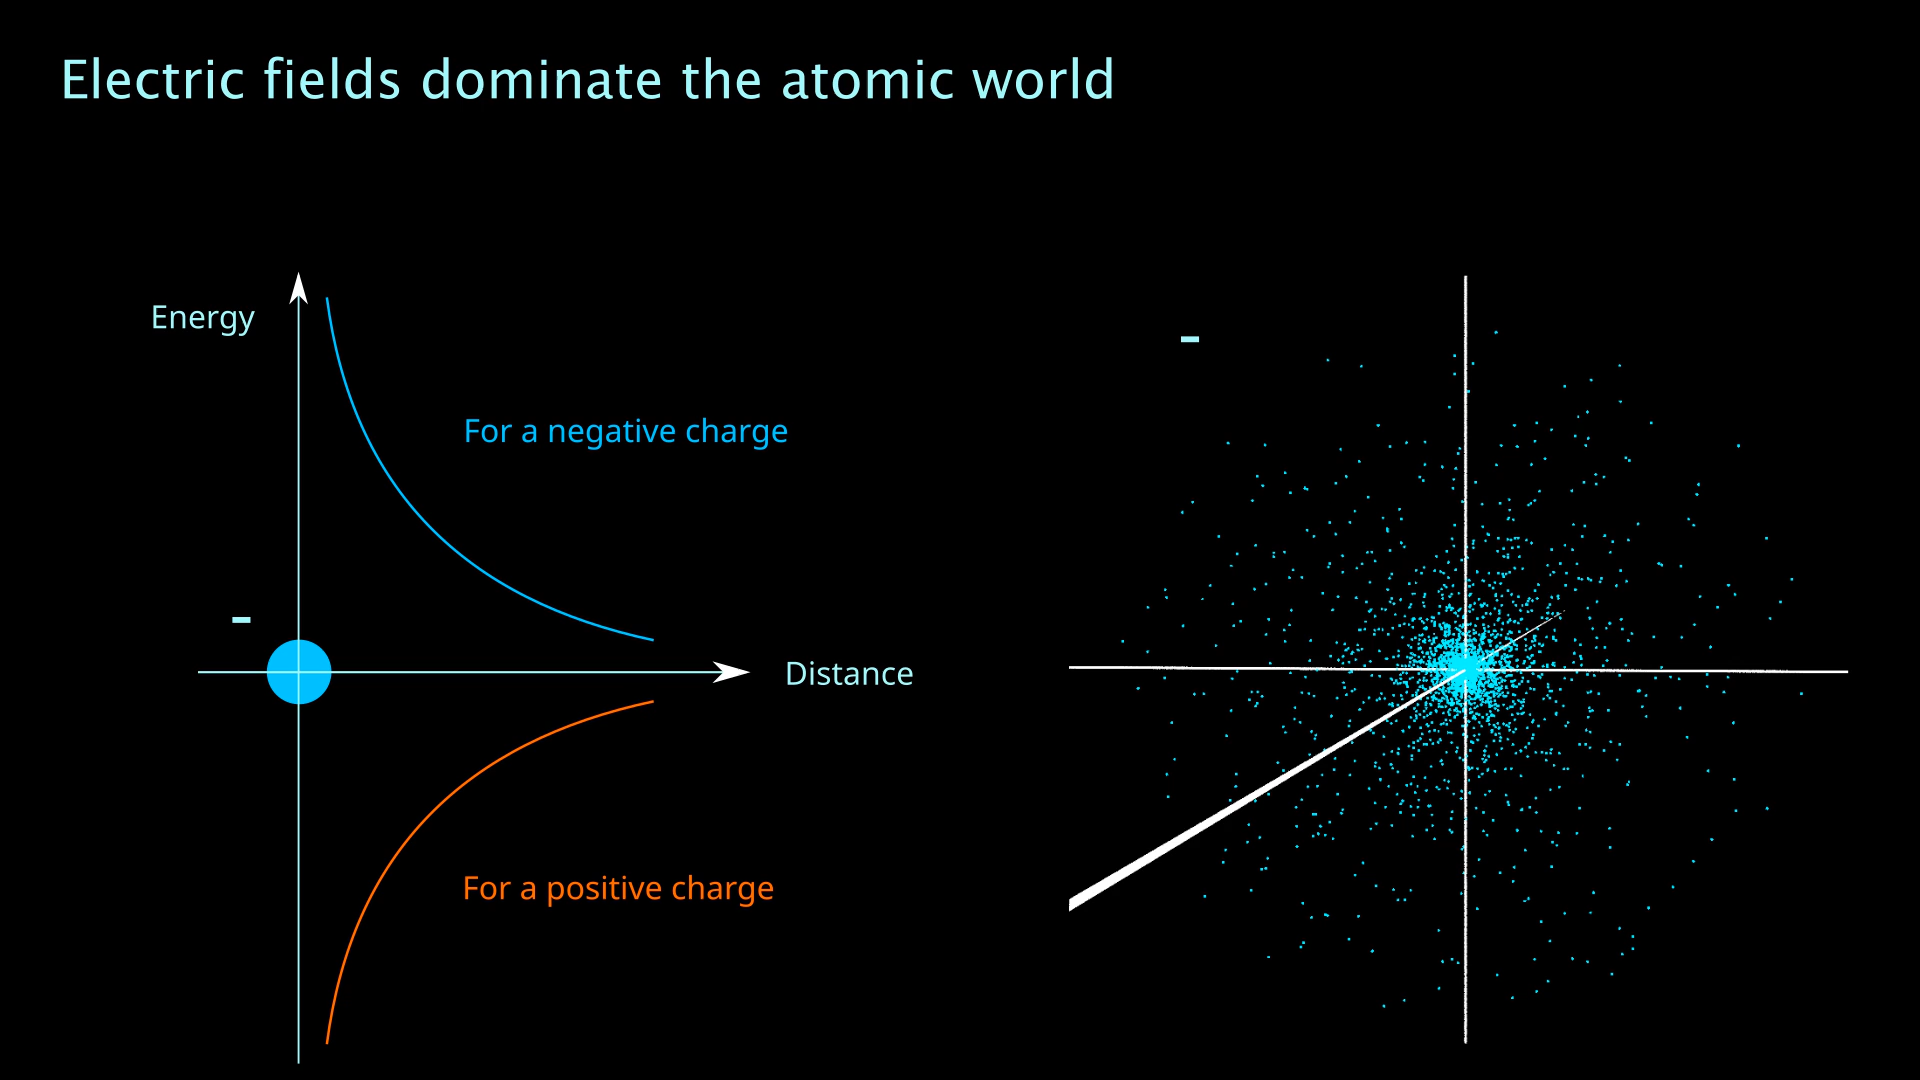 Electric fields dominate the atomic world
Energy
-
For a negative charge
-
Distance
For a positive charge